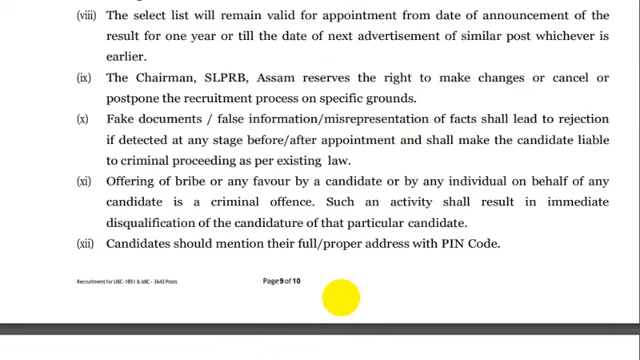 (viii) The select list will remain valid for appointment from date of announcement of the
result for one year or till the date of next advertisement of similar post whichever is
earlier.
(ix) The Chairman, SLPRB, Assam reserves the right to make changes or cancel or
postpone the recruitment process on specific grounds.
(x) Fake documents / false information/misrepresentation of facts shall lead to rejection
if detected at any stage before/after appointment and shall make the candidate liable
to criminal proceeding as per existing law.
(xi) Offering of bribe or any favour by a candidate or by any individual on behalf of any
candidate is a criminal offence. Such an activity shall result in immediate
disqualification of the candidature of that particular candidate.
(xii) Candidates should mention their full/proper address with PIN Code.
Recruitment for UBC-1851 & ABC - 3643 Posts
Page 9 of 10